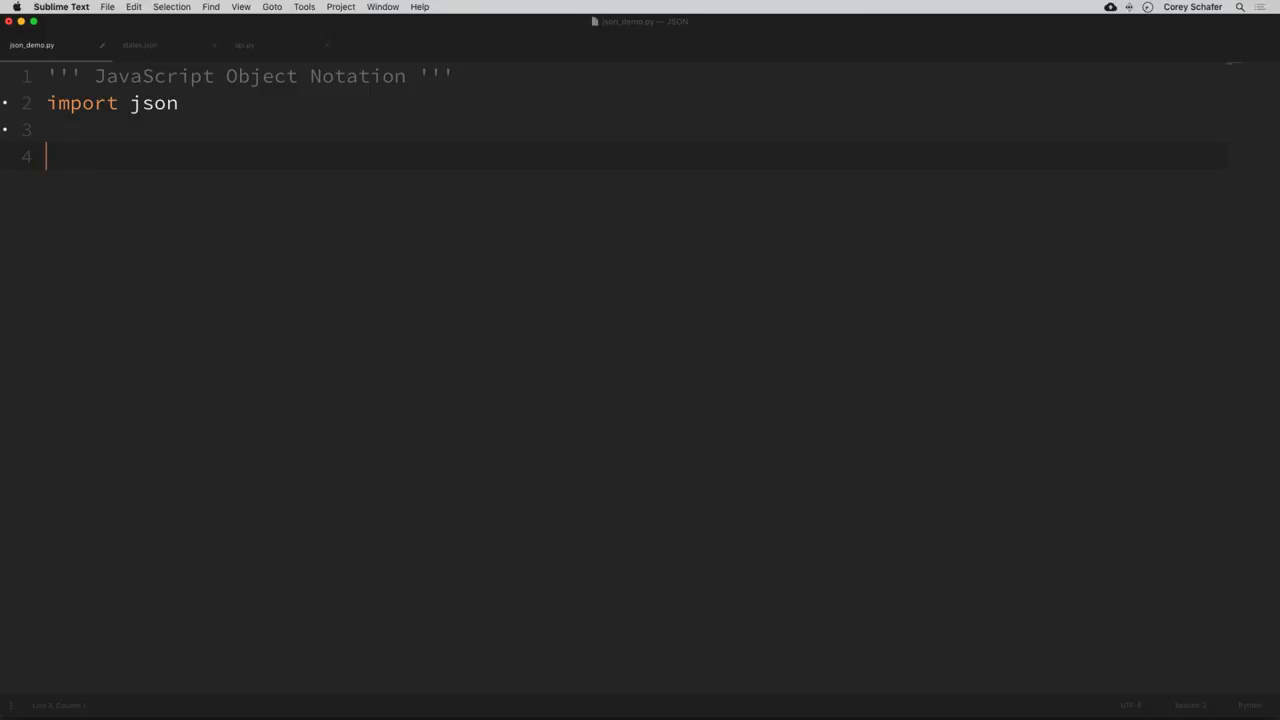 Sublime Text File Edit Selection Find View Goto Tools Project Window Help Corey Schafer
json_demo.py — JSON
json_demo.py states.json api.py
1 ''' JavaScript Object Notation '''
2 import json
3
4
Line 3, Column 1 UTF-8 Spaces: 2 Python